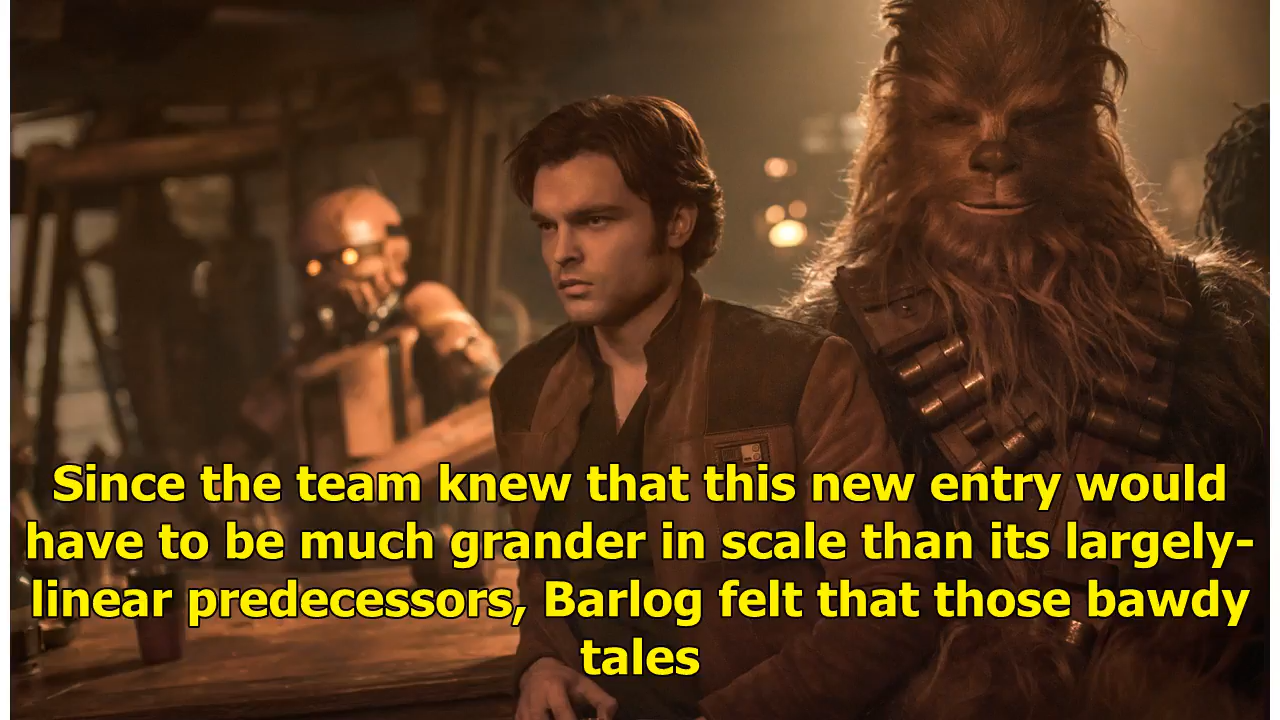 Since the team knew that this new entry would
have to be much grander in scale than its largely-
linear predecessors, Barlog felt that those bawdy
tales